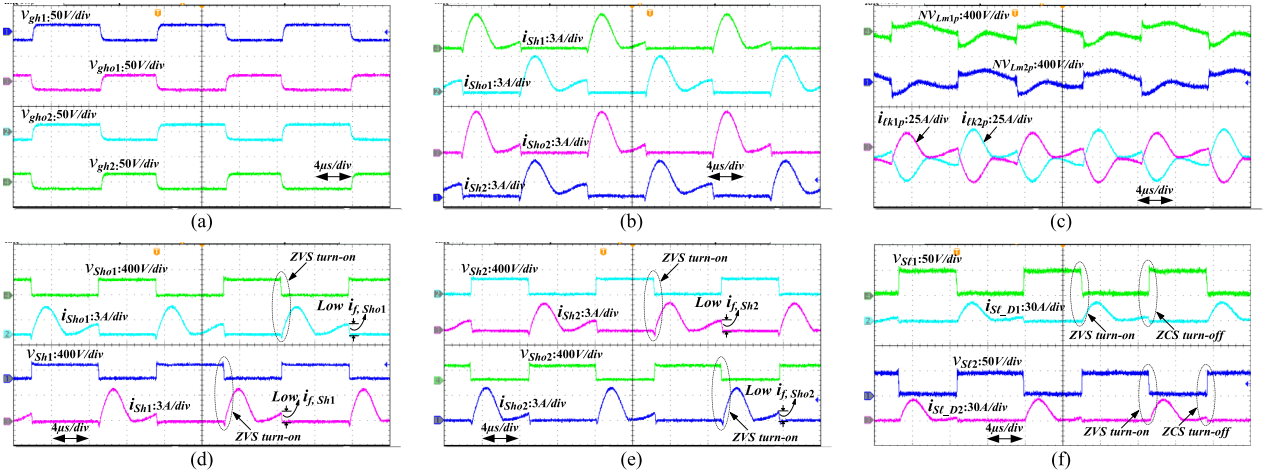 v_gh1:50V/div
v_gho1:50V/div
v_gho2:50V/div
v_gh2:50V/div
4μs/div
(a)
i_Sh1:3A/div
i_Sho1:3A/div
i_Sho2:3A/div
4μs/div
i_Sh2:3A/div
(b)
NV_Lm1p:400V/div
NV_Lm2p:400V/div
i_ℓk1p:25A/div
i_ℓk2p:25A/div
4μs/div
(c)
v_Sho1:400V/div
ZVS turn-on
Low i_f, Sho1
i_Sho1:3A/div
v_Sh1:400V/div
Low i_f, Sh1
i_Sh1:3A/div
4μs/div
ZVS turn-on
(d)
v_Sh2:400V/div
ZVS turn-on
Low i_f, Sh2
i_Sh2:3A/div
v_Sho2:400V/div
Low i_f, Sho2
i_Sho2:3A/div
4μs/div
ZVS turn-on
(e)
v_Sℓ1:50V/div
i_Sℓ_D1:30A/div
ZVS turn-on
ZCS turn-off
v_Sℓ2:50V/div
i_Sℓ_D2:30A/div
4μs/div
ZVS turn-on
ZCS turn-off
(f)